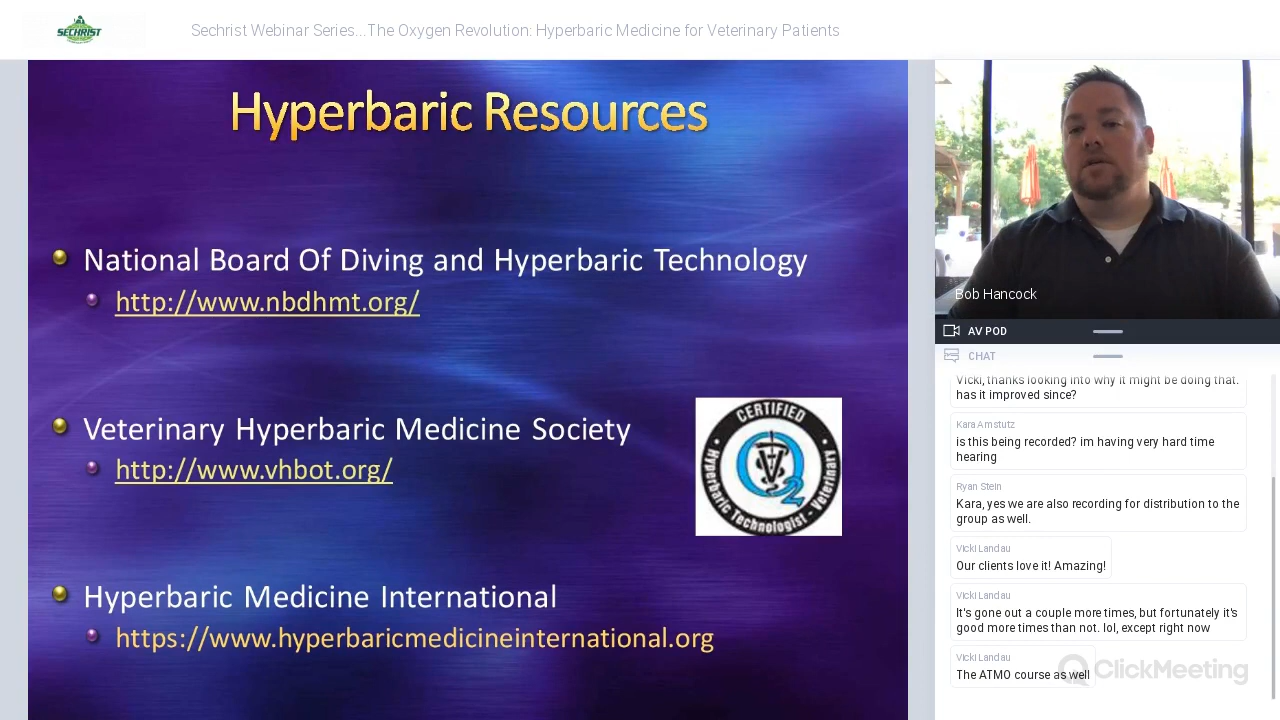 SECHRIST
Sechrist Webinar Series...The Oxygen Revolution: Hyperbaric Medicine for Veterinary Patients
Hyperbaric Resources
National Board Of Diving and Hyperbaric Technology
http://www.nbdhmt.org/
Veterinary Hyperbaric Medicine Society
http://www.vhbot.org/
CERTIFIED
O2
V
Hyperbaric Technologist - Veterinary
Hyperbaric Medicine International
https://www.hyperbaricmedicineinternational.org
Bob Hancock
AV POD
CHAT
Vicki, thanks looking into why it might be doing that.
has it improved since?
Kara Amstutz
is this being recorded? im having very hard time
hearing
Ryan Stein
Kara, yes we are also recording for distribution to the
group as well.
Vicki Landau
Our clients love it! Amazing!
Vicki Landau
It's gone out a couple more times, but fortunately it's
good more times than not. lol, except right now
Vicki Landau
The ATMO course as well
ClickMeeting